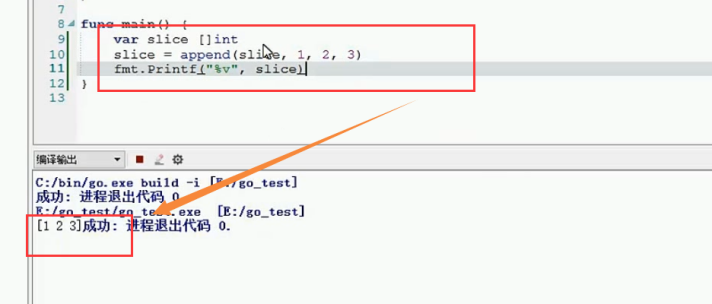 7
8 func main() {
9 var slice []int
10 slice = append(slice, 1, 2, 3)
11 fmt.Printf("%v", slice)
12 }
13
编译输出
C:/bin/go.exe build -i [E:/go_test]
成功: 进程退出代码 0.
E:/go_test/go_test.exe [E:/go_test]
[1 2 3]成功: 进程退出代码 0.